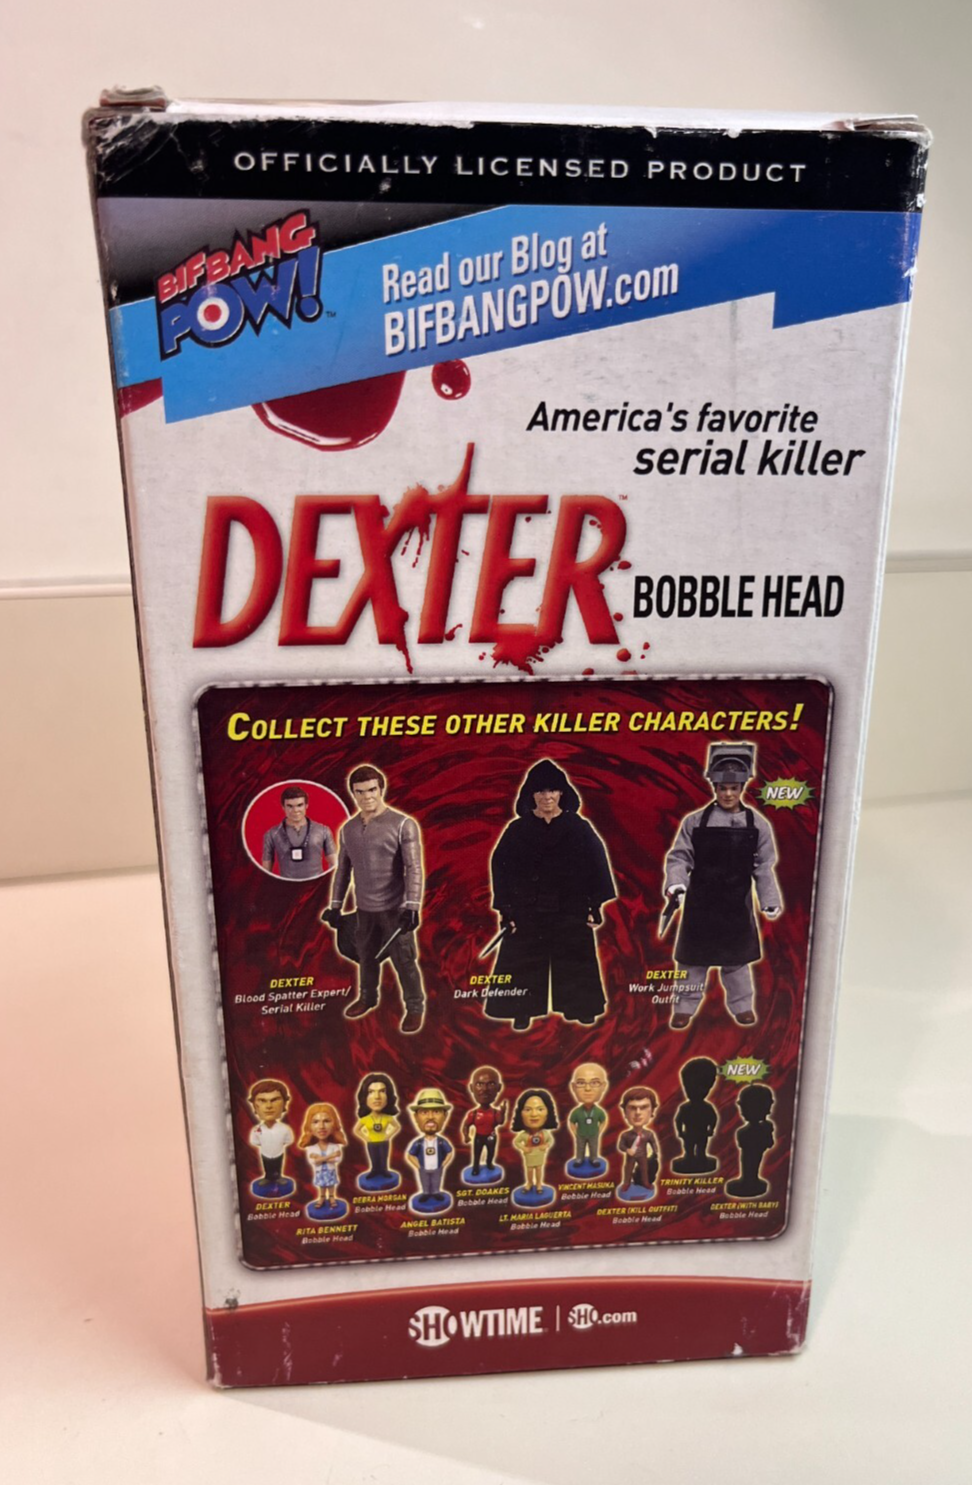 OFFICIALLY LICENSED PRODUCT
BIFBANG
POW!
TM
Read our Blog at
BIFBANGPOW.com
America's favorite
serial killer
DEXTER
TM
BOBBLE HEAD
COLLECT THESE OTHER KILLER CHARACTERS!
NEW
DEXTER
Blood Spatter Expert/
Serial Killer
DEXTER
Dark Defender
DEXTER
Work Jumpsuit
Outfit
NEW
DEXTER
Bobble Head
RITA BENNETT
Bobble Head
DEBRA MORGAN
Bobble Head
ANGEL BATISTA
Bobble Head
SGT. DOAKES
Bobble Head
LT. MARIA LAGUERTA
Bobble Head
VINCENT MASUKA
Bobble Head
DEXTER (KILL OUTFIT)
Bobble Head
TRINITY KILLER
Bobble Head
DEXTER (WITH BABY)
Bobble Head
SHOWTIME | SHO.com